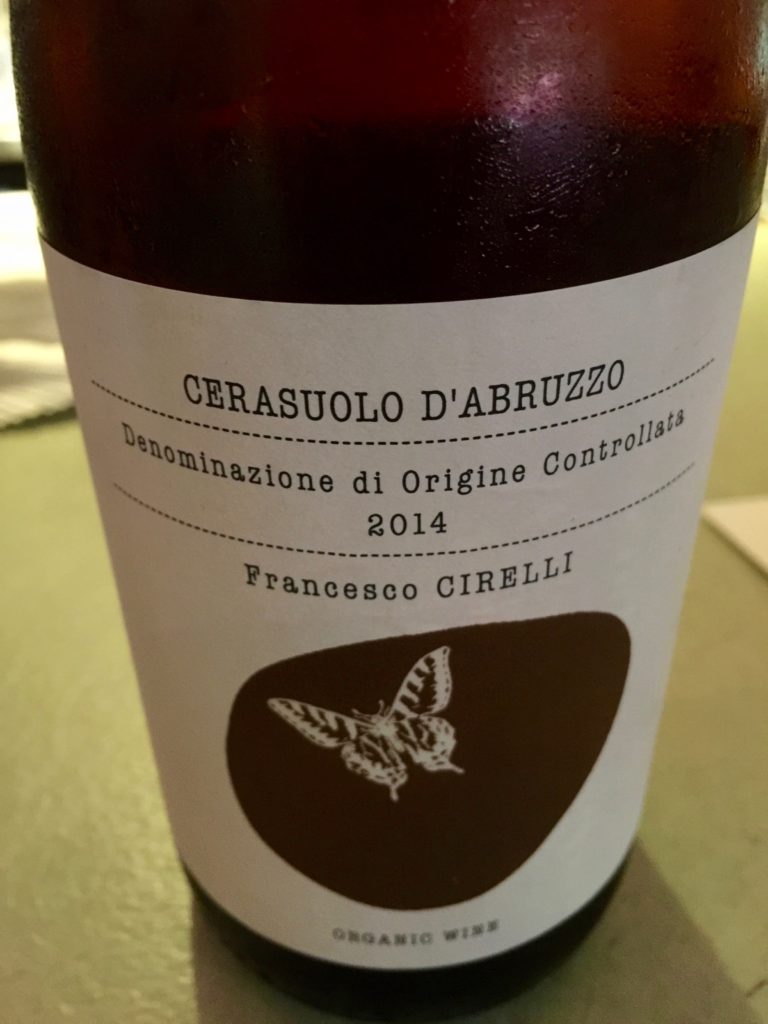 CERASUOLO D'ABRUZZO
Denominazione di Origine Controllata
2014
Francesco CIRELLI
ORGANIC WINE